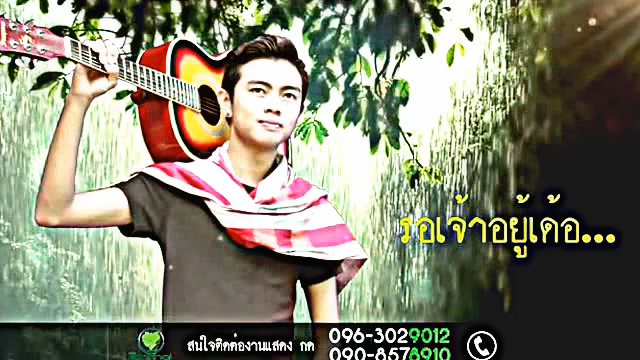 รอเจ้าอยู่เด้อ...
สนใจติดต่องานแสดง กด
096-3029012
090-8578910